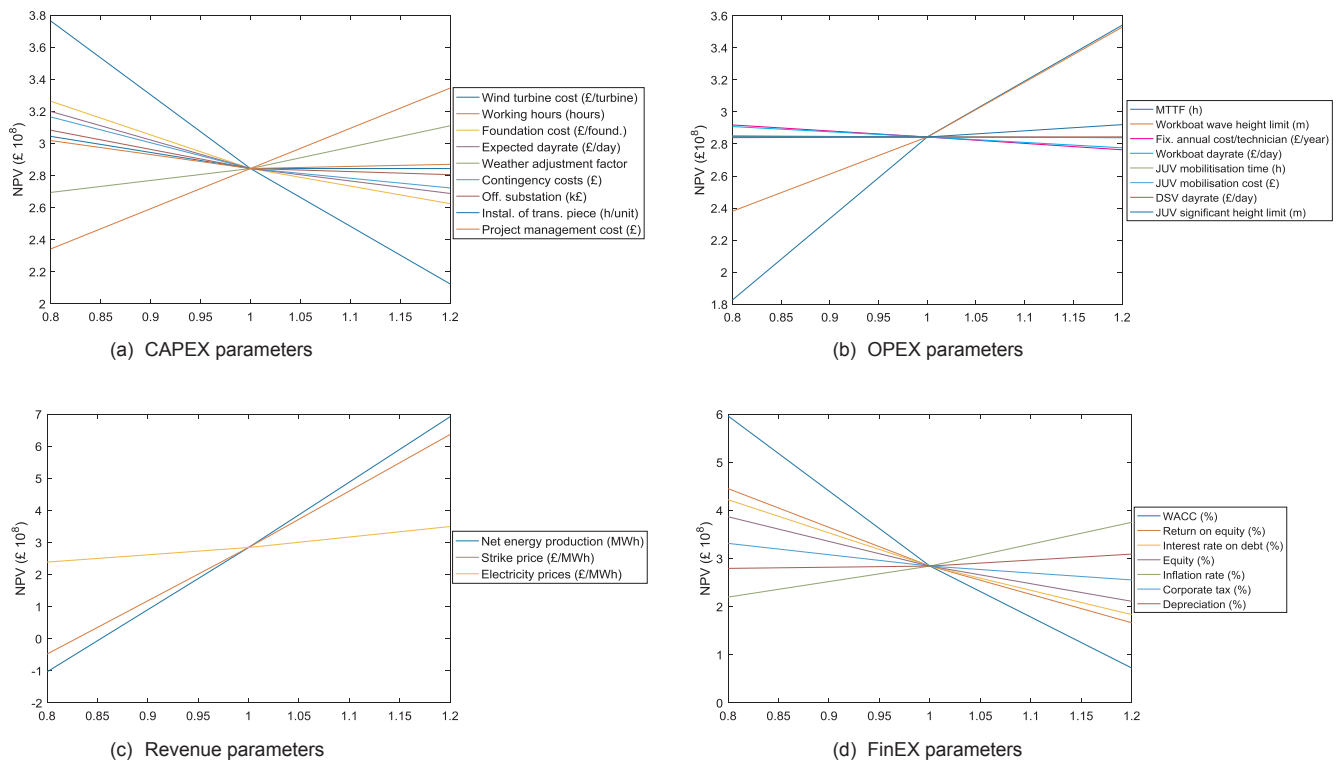 3.8
3.6
3.4
3.2
3
2.8
2.6
2.4
2.2
2
NPV (£ 10^8)
0.8 0.85 0.9 0.95 1 1.05 1.1 1.15 1.2
Wind turbine cost (£/turbine)
Working hours (hours)
Foundation cost (£/found.)
Expected dayrate (£/day)
Weather adjustment factor
Contingency costs (£)
Off. substation (k£)
Instal. of trans. piece (h/unit)
Project management cost (£)
(a) CAPEX parameters
3.6
3.4
3.2
3
2.8
2.6
2.4
2.2
2
1.8
NPV (£ 10^8)
0.8 0.85 0.9 0.95 1 1.05 1.1 1.15 1.2
MTTF (h)
Workboat wave height limit (m)
Fix. annual cost/technician (£/year)
Workboat dayrate (£/day)
JUV mobilitisation time (h)
JUV mobilisation cost (£)
DSV dayrate (£/day)
JUV significant height limit (m)
(b) OPEX parameters
7
6
5
4
3
2
1
0
-1
-2
NPV (£ 10^8)
0.8 0.85 0.9 0.95 1 1.05 1.1 1.15 1.2
Net energy production (MWh)
Strike price (£/MWh)
Electricity prices (£/MWh)
(c) Revenue parameters
6
5
4
3
2
1
0
NPV (£ 10^8)
0.8 0.85 0.9 0.95 1 1.05 1.1 1.15 1.2
WACC (%)
Return on equity (%)
Interest rate on debt (%)
Equity (%)
Inflation rate (%)
Corporate tax (%)
Depreciation (%)
(d) FinEX parameters